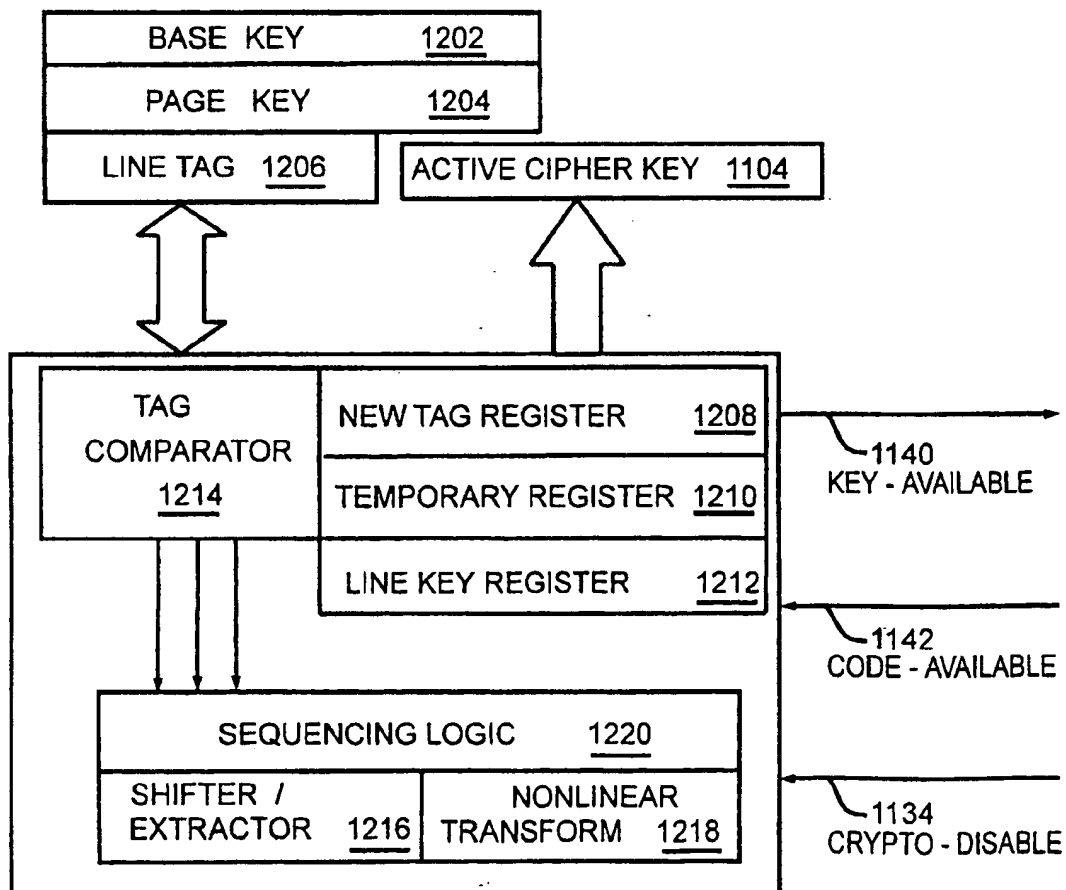 BASE KEY 1202
PAGE KEY 1204
LINE TAG 1206
ACTIVE CIPHER KEY 1104
TAG
COMPARATOR
1214
NEW TAG REGISTER 1208
TEMPORARY REGISTER 1210
LINE KEY REGISTER 1212
1140
KEY - AVAILABLE
1142
CODE - AVAILABLE
SEQUENCING LOGIC 1220
SHIFTER /
EXTRACTOR 1216
NONLINEAR
TRANSFORM 1218
1134
CRYPTO - DISABLE